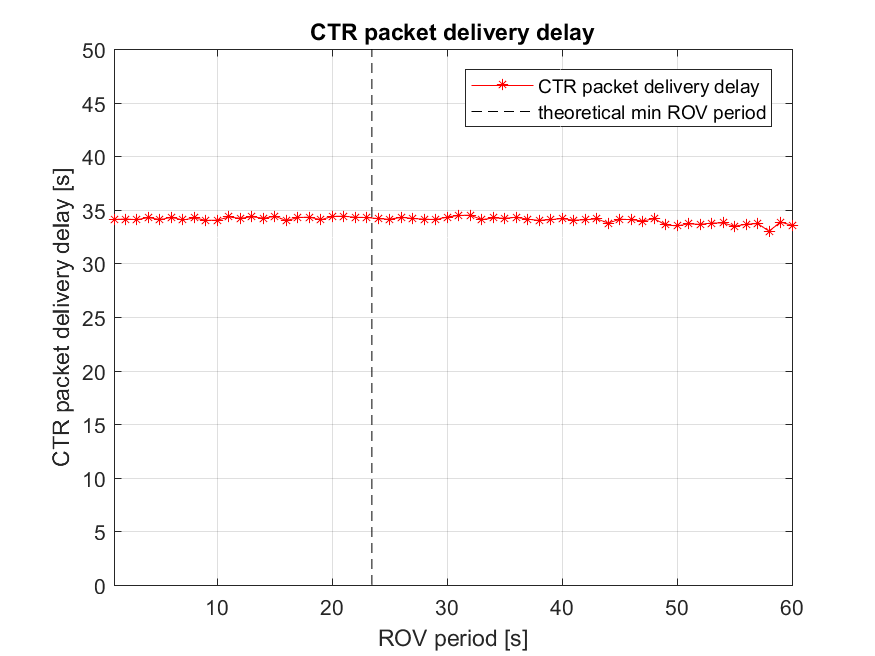 CTR packet delivery delay
CTR packet delivery delay
theoretical min ROV period
CTR packet delivery delay [s]
50
45
40
35
30
25
20
15
10
5
0
10 20 30 40 50 60
ROV period [s]